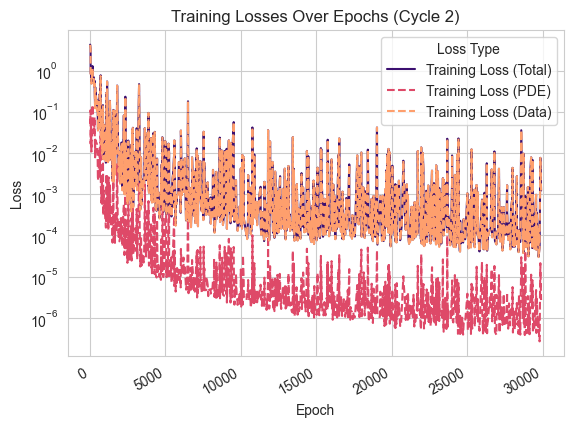 Training Losses Over Epochs (Cycle 2)
Loss Type
Training Loss (Total)
Training Loss (PDE)
Training Loss (Data)
Loss
10⁰
10⁻¹
10⁻²
10⁻³
10⁻⁴
10⁻⁵
10⁻⁶
0
5000
10000
15000
20000
25000
30000
Epoch